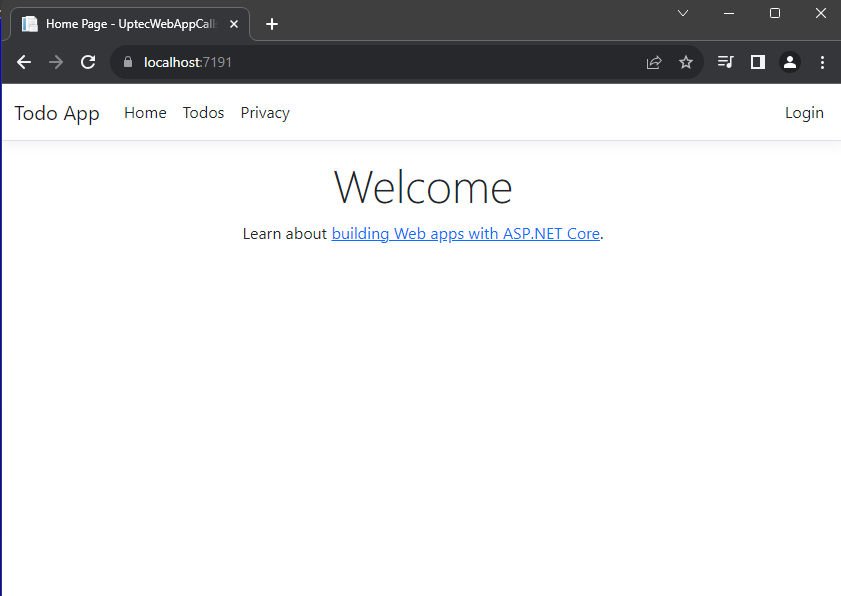 Home Page - UptecWebAppCall
localhost:7191
Todo App Home Todos Privacy Login
Welcome
Learn about building Web apps with ASP.NET Core.